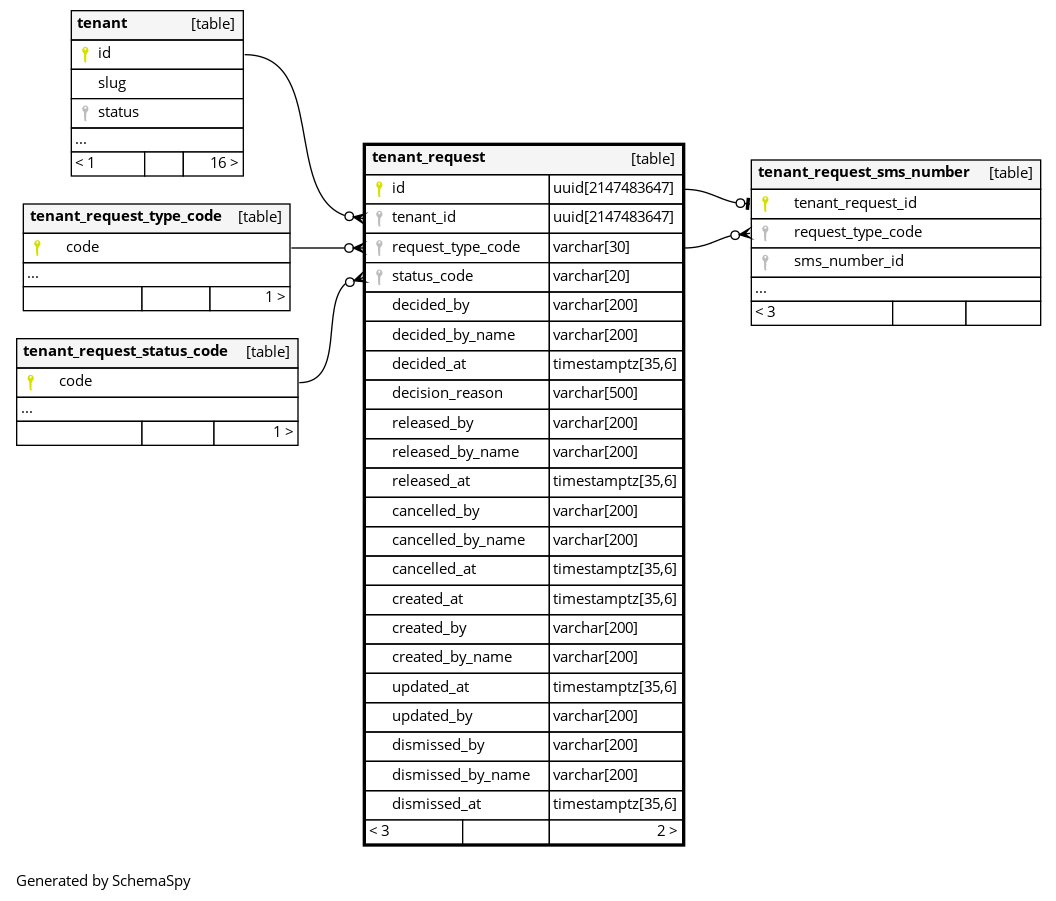 tenant [table]
id
slug
status
...
< 1 16 >
tenant_request_type_code [table]
code
...
1 >
tenant_request_status_code [table]
code
...
1 >
tenant_request [table]
id uuid[2147483647]
tenant_id uuid[2147483647]
request_type_code varchar[30]
status_code varchar[20]
decided_by varchar[200]
decided_by_name varchar[200]
decided_at timestamptz[35,6]
decision_reason varchar[500]
released_by varchar[200]
released_by_name varchar[200]
released_at timestamptz[35,6]
cancelled_by varchar[200]
cancelled_by_name varchar[200]
cancelled_at timestamptz[35,6]
created_at timestamptz[35,6]
created_by varchar[200]
created_by_name varchar[200]
updated_at timestamptz[35,6]
updated_by varchar[200]
dismissed_by varchar[200]
dismissed_by_name varchar[200]
dismissed_at timestamptz[35,6]
< 3 2 >
tenant_request_sms_number [table]
tenant_request_id
request_type_code
sms_number_id
...
< 3
Generated by SchemaSpy